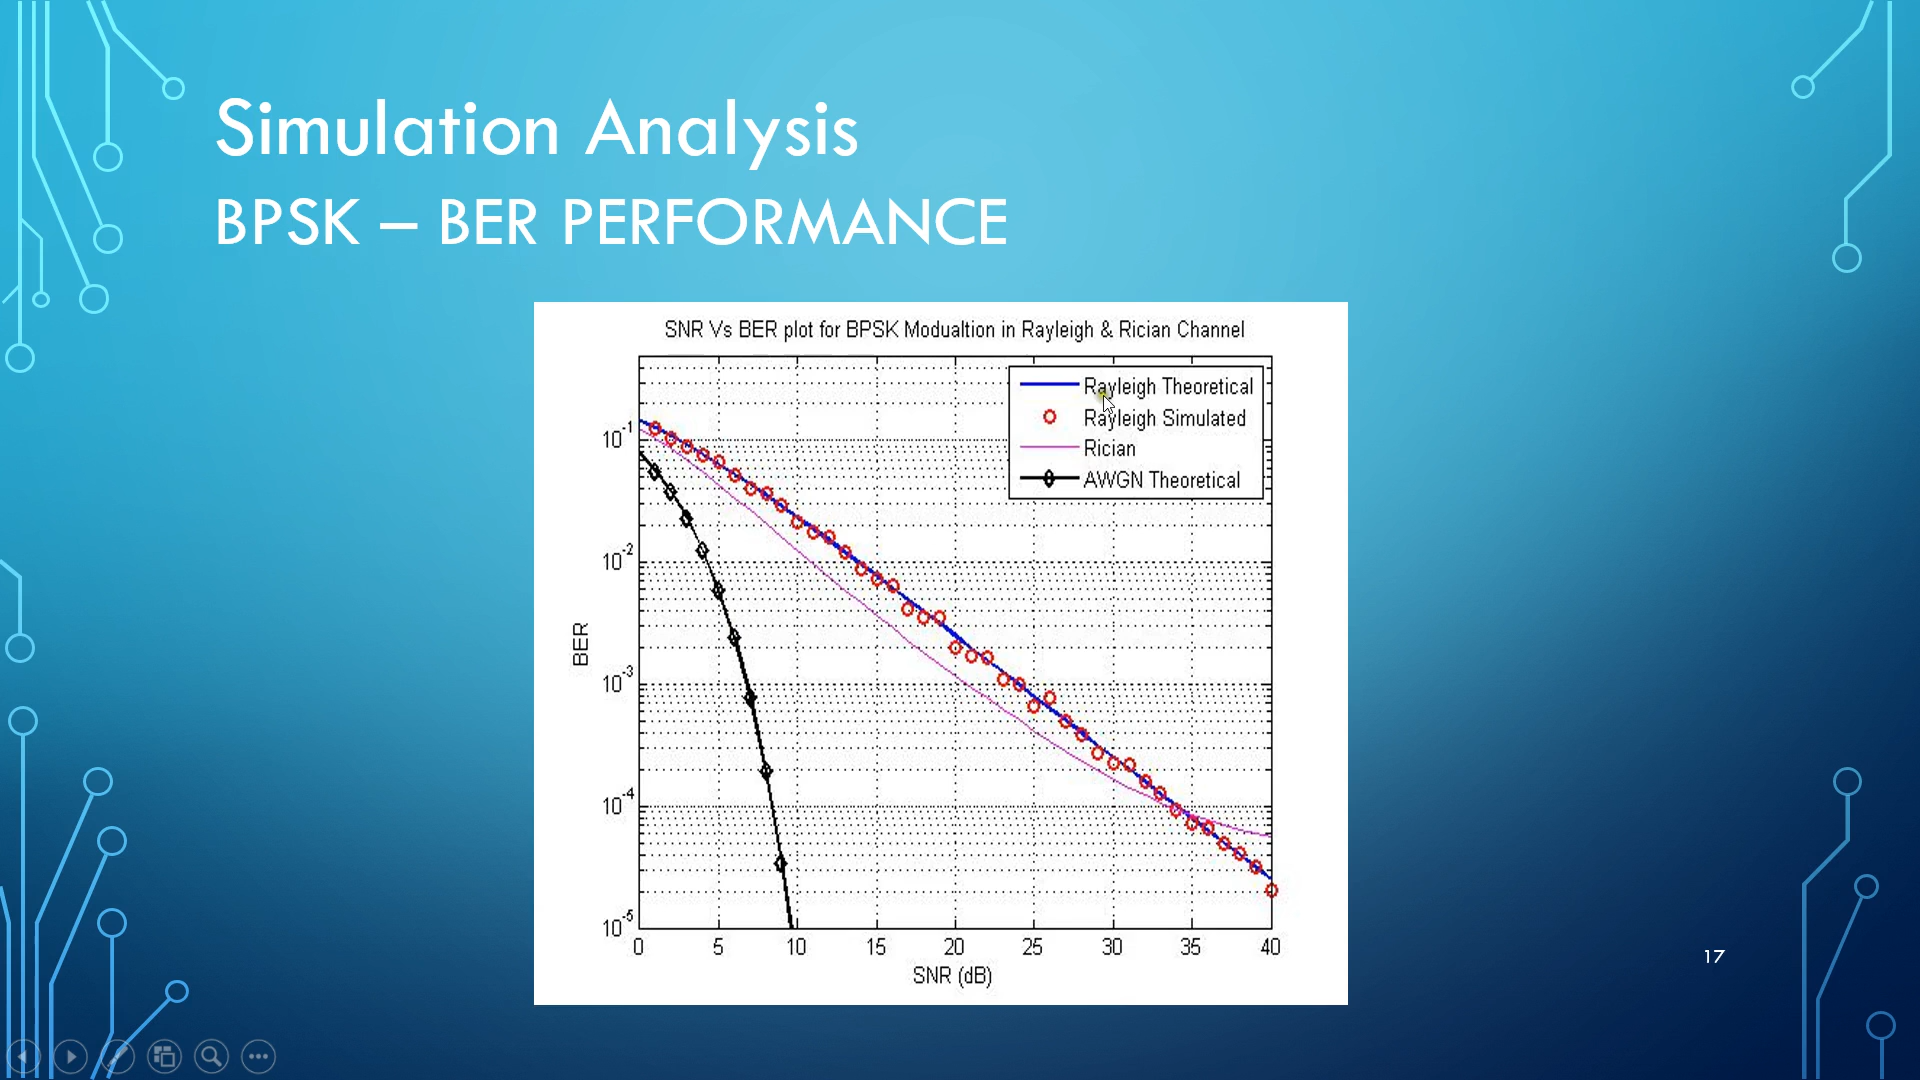 Simulation Analysis
BPSK – BER PERFORMANCE
SNR Vs BER plot for BPSK Modualtion in Rayleigh & Rician Channel
Rayleigh Theoretical
Rayleigh Simulated
Rician
AWGN Theoretical
10^-1
10^-2
10^-3
10^-4
10^-5
BER
0 5 10 15 20 25 30 35 40
SNR (dB)
17